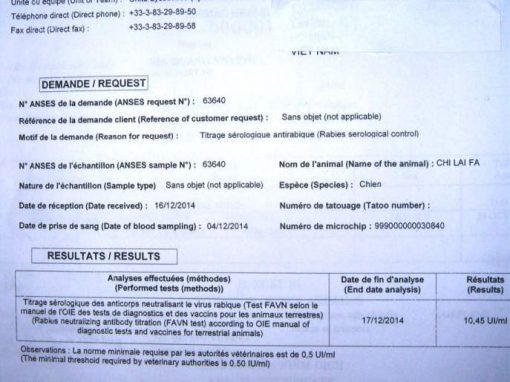 Unité ou équipe (Unit or Team) :
Téléphone direct (Direct phone) : +33-3-83-29-89-50
Fax direct (Direct fax) : +33-3-83-29-89-58
VIET NAM
DEMANDE / REQUEST
N° ANSES de la demande (ANSES request N°) : 63640
Référence de la demande client (Reference of customer request) : Sans objet (not applicable)
Motif de la demande (Reason for request) : Titrage sérologique antirabique (Rabies serological control)
N° ANSES de l'échantillon (ANSES sample N°) : 63640 Nom de l'animal (Name of the animal) : CHI LAI FA
Nature de l'échantillon (Sample type) Sans objet (not applicable) Espèce (Species) : Chien
Date de réception (Date received) : 16/12/2014 Numéro de tatouage (Tatoo number) :
Date de prise de sang (Date of blood sampling) : 04/12/2014 Numéro de microchip : 999000000030840
RESULTATS / RESULTS
Analyses effectuées (méthodes) Date de fin d'analyse Résultats
(Performed tests (methods)) (End date analysis) (Results)
Titrage sérologique des anticorps neutralisant le virus rabique (Test FAVN selon le
manuel de l'OIE des tests de diagnostics et des vaccins pour les animaux terrestres)
(Rabies neutralizing antibody titration (FAVN test) according to OIE manual of
diagnostic tests and vaccines for terrestrial animals) 17/12/2014 10,45 UI/ml
Observations : La norme minimale requise par les autorités vétérinaires est de 0,5 UI/ml
(The minimal threshold required by veterinary authorities is 0.50 IU/ml)